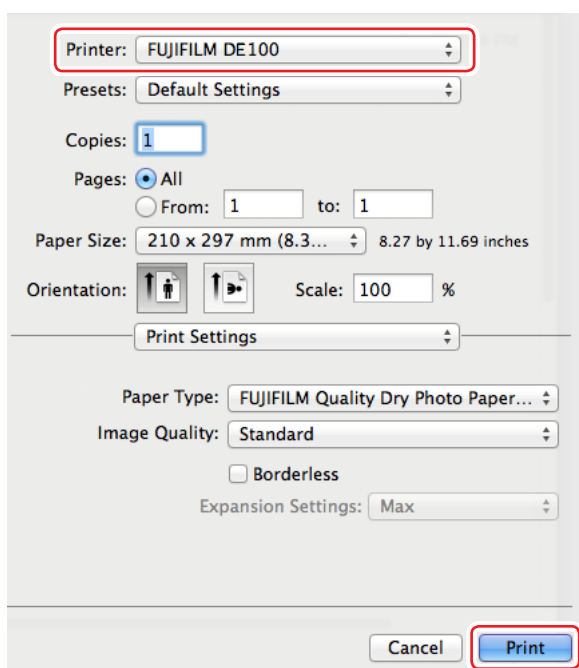 Printer: FUJIFILM DE100
Presets: Default Settings
Copies: 1
Pages: All
From: 1 to: 1
Paper Size: 210 x 297 mm (8.3... 8.27 by 11.69 inches
Orientation: Scale: 100 %
Print Settings
Paper Type: FUJIFILM Quality Dry Photo Paper...
Image Quality: Standard
Borderless
Expansion Settings: Max
Cancel Print